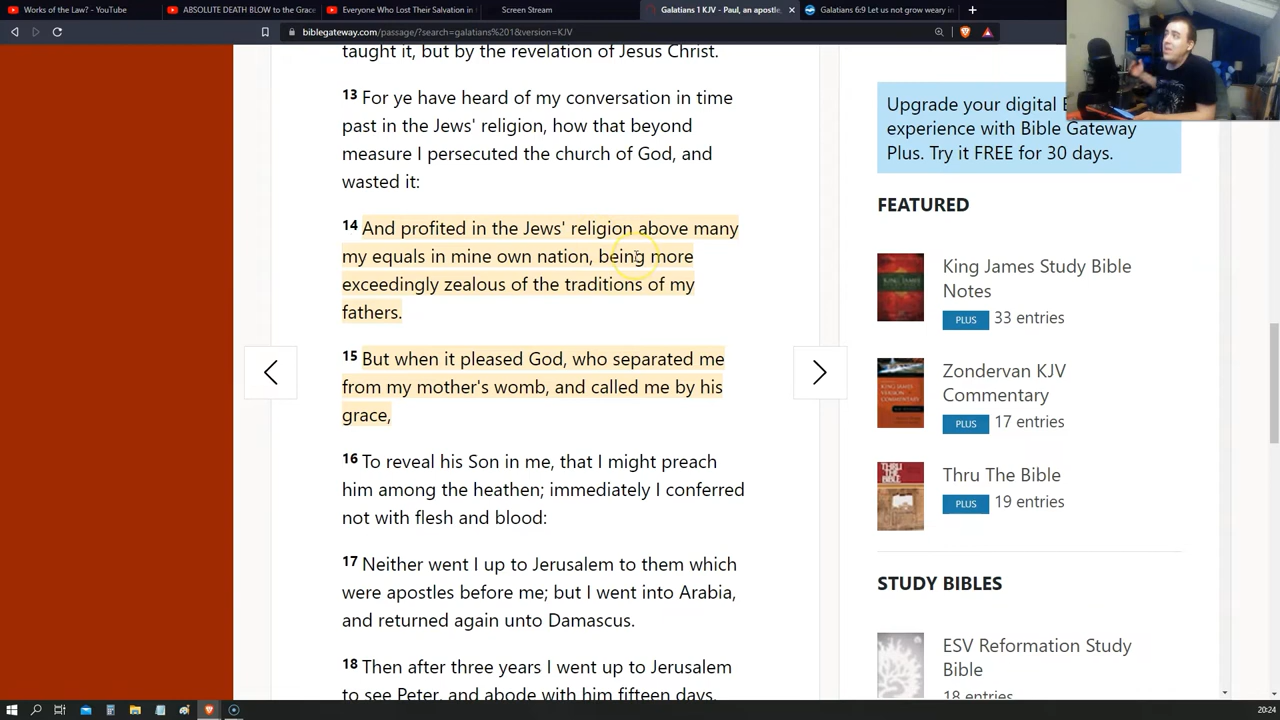 Works of the Law? - YouTube
ABSOLUTE DEATH BLOW to the Grace
Everyone Who Lost Their Salvation in
Screen Stream
Galatians 1 KJV - Paul, an apostle,
Galatians 6:9 Let us not grow weary in
biblegateway.com/passage/?search=galatians%201&version=KJV
taught it, but by the revelation of Jesus Christ.
13 For ye have heard of my conversation in time
past in the Jews' religion, how that beyond
measure I persecuted the church of God, and
wasted it:
14 And profited in the Jews' religion above many
my equals in mine own nation, being more
exceedingly zealous of the traditions of my
fathers.
15 But when it pleased God, who separated me
from my mother's womb, and called me by his
grace,
16 To reveal his Son in me, that I might preach
him among the heathen; immediately I conferred
not with flesh and blood:
17 Neither went I up to Jerusalem to them which
were apostles before me; but I went into Arabia,
and returned again unto Damascus.
18 Then after three years I went up to Jerusalem
to see Peter, and abode with him fifteen days.
Upgrade your digital
experience with Bible Gateway
Plus. Try it FREE for 30 days.
FEATURED
King James Study Bible
Notes
PLUS 33 entries
Zondervan KJV
Commentary
PLUS 17 entries
Thru The Bible
PLUS 19 entries
STUDY BIBLES
ESV Reformation Study
Bible
18 entries
20:24